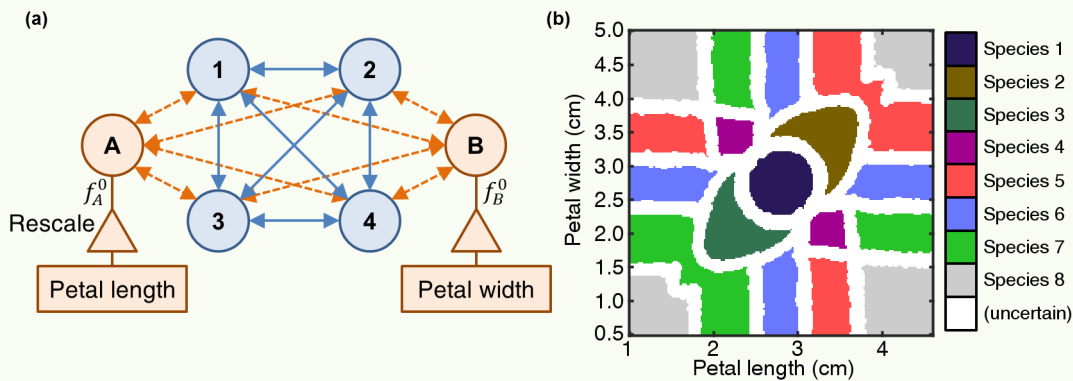 (a)
1
2
A
B
3
4
f_A^0
f_B^0
Rescale
Petal length
Petal width
(b)
Petal width (cm)
5.0
4.5
4.0
3.5
3.0
2.5
2.0
1.5
1.0
0.5
1
2
3
4
Petal length (cm)
Species 1
Species 2
Species 3
Species 4
Species 5
Species 6
Species 7
Species 8
(uncertain)